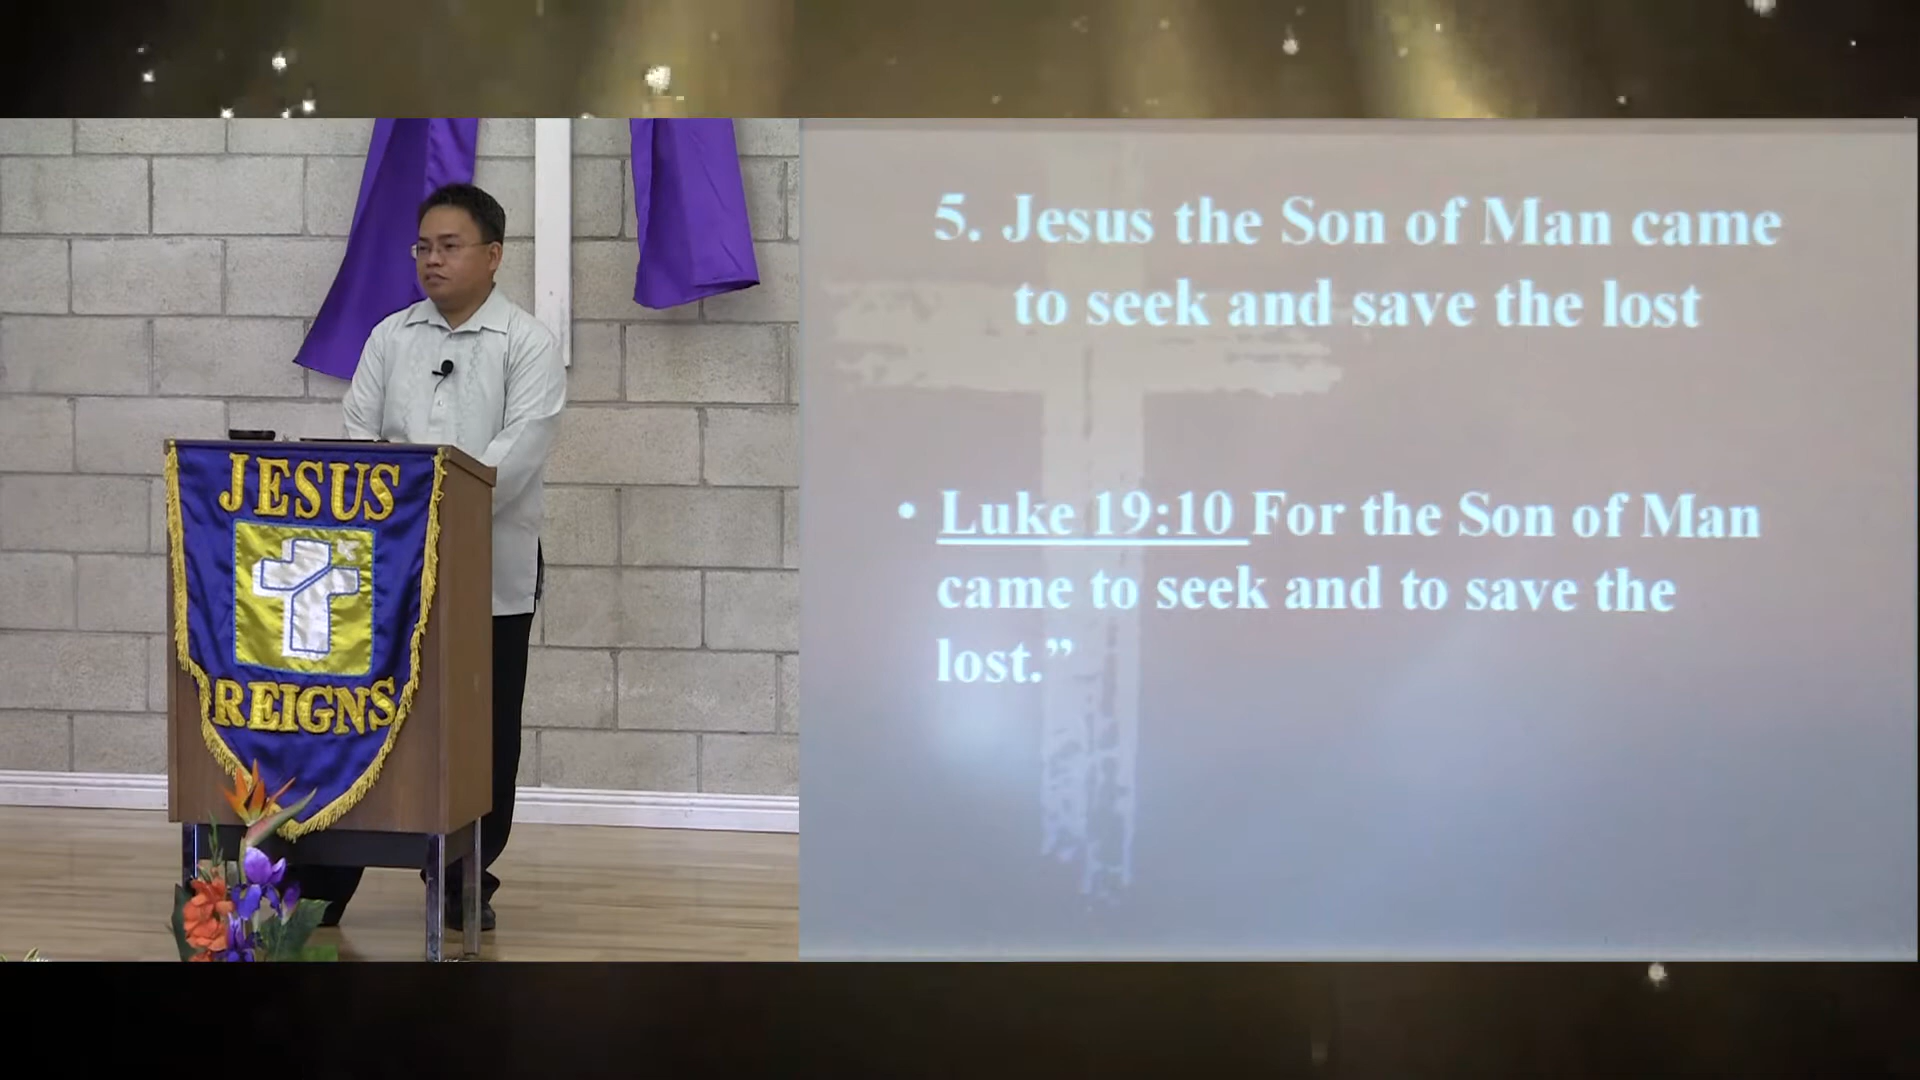 JESUS
REIGNS
5. Jesus the Son of Man came
to seek and save the lost
• Luke 19:10 For the Son of Man
came to seek and to save the
lost.”